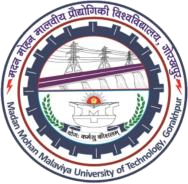 मदन मोहन मालवीय प्रौद्योगिकी विश्वविद्यालय, गोरखपुर
योगः कर्मसु कौशलम्
Madan Mohan Malaviya University of Technology, Gorakhpur